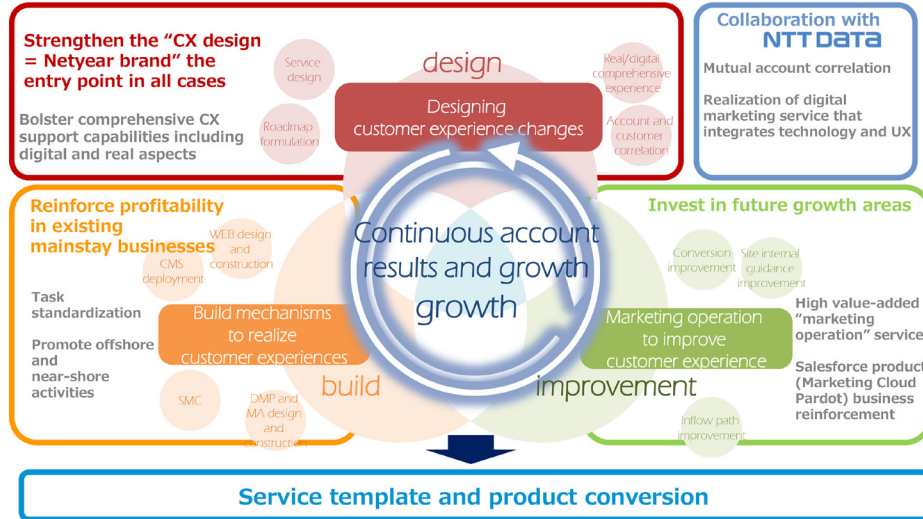 Strengthen the “CX design
= Netyear brand” the
entry point in all cases
Bolster comprehensive CX
support capabilities including
digital and real aspects
Service
design
Roadmap
formulation
design
Designing
customer experience changes
Real/digital
comprehensive
experience
Account and
customer
correlation
Collaboration with
NTT DATA
Mutual account correlation
Realization of digital
marketing service that
integrates technology and UX
Reinforce profitability
in existing
mainstay businesses
WEB design
and
construction
CMS
deployment
Task
standardization
Promote offshore
and
near-shore
activities
Build mechanisms
to realize
customer experiences
build
SMC
DMP and
MA design
and
construction
Continuous account
results and growth
growth
Invest in future growth areas
Conversion
improvement
Site internal
guidance
improvement
Marketing operation
to improve
customer experience
improvement
High value-added
“marketing
operation” service
Salesforce product
(Marketing Cloud
Pardot) business
reinforcement
Inflow path
improvement
Service template and product conversion